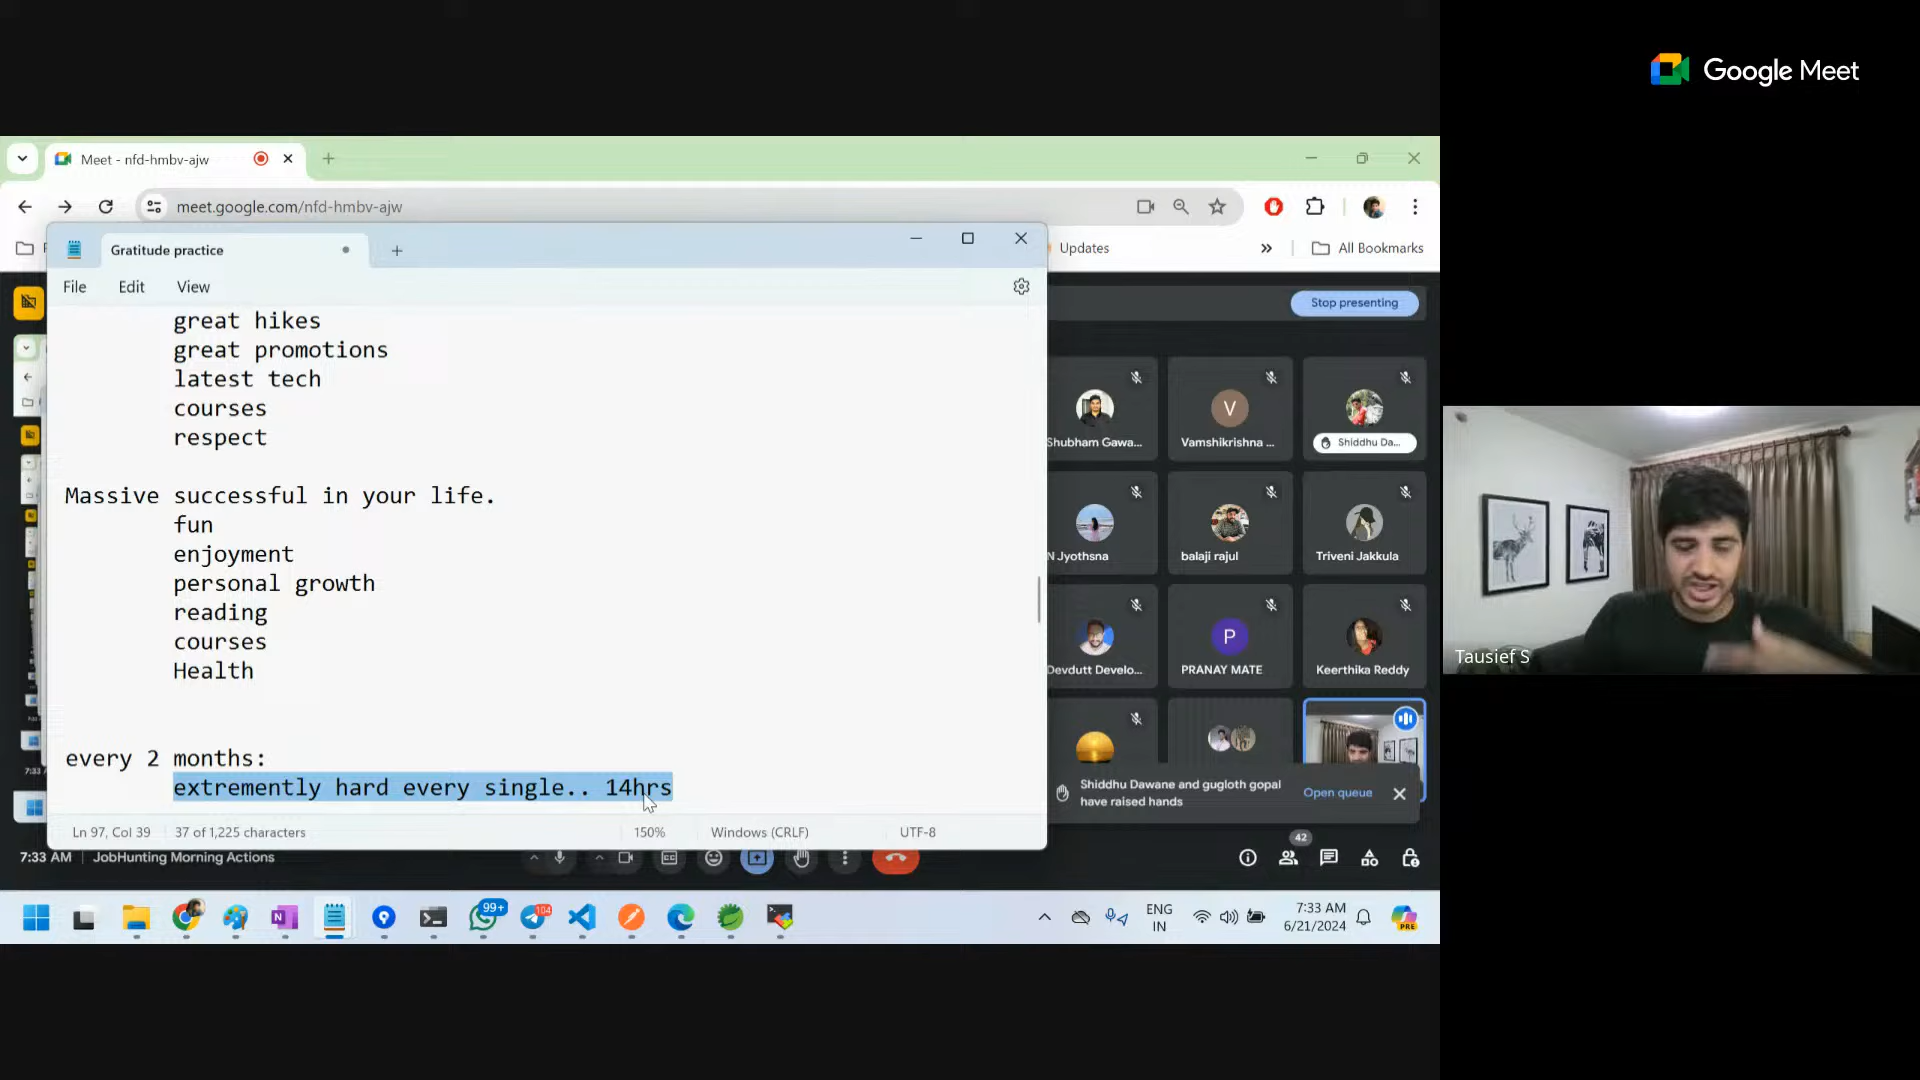 Google Meet
Meet - nfd-hmbv-ajw
meet.google.com/nfd-hmbv-ajw
Updates
All Bookmarks
Gratitude practice
File Edit View
Stop presenting
great hikes
great promotions
latest tech
courses
respect
Massive successful in your life.
fun
enjoyment
personal growth
reading
courses
Health
every 2 months:
extremently hard every single.. 14hrs
Ln 97, Col 39 37 of 1,225 characters 150% Windows (CRLF) UTF-8
Shubham Gawa...
V
Vamshikrishna ...
Shiddhu Da...
N Jyothsna
balaji rajul
Triveni Jakkula
Devdutt Develo...
P
PRANAY MATE
Keerthika Reddy
Shiddhu Dawane and gugloth gopal
have raised hands
Open queue
42
7:33 AM | JobHunting Morning Actions
Tausief S
N
99+
104
ENG
IN
7:33 AM
6/21/2024
PRE